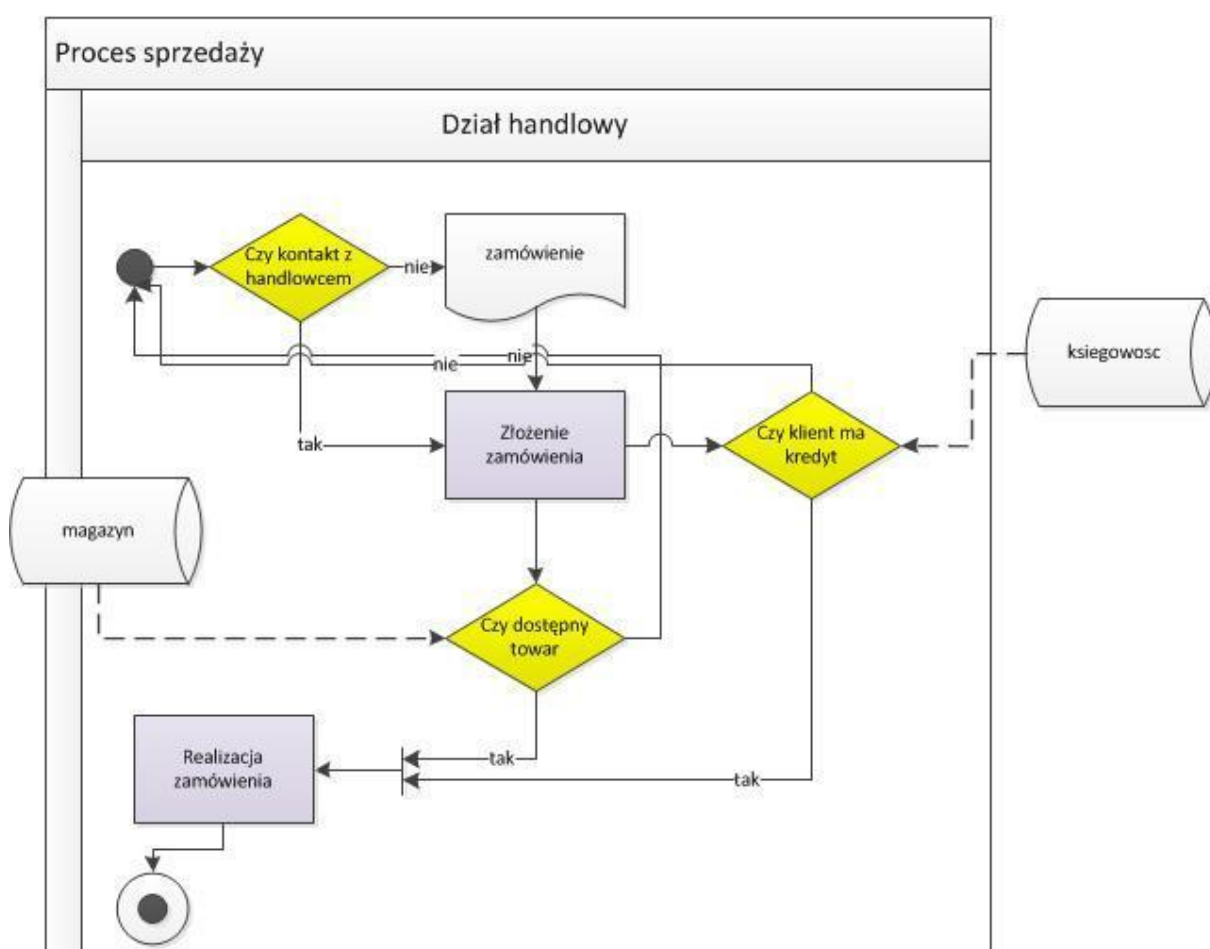 Proces sprzedaży
Dział handlowy
Czy kontakt z
handlowcem
nie
zamówienie
ksiegowosc
nie
nie
tak
Złożenie
zamówienia
Czy klient ma
kredyt
magazyn
Czy dostępny
towar
Realizacja
zamówienia
tak
tak